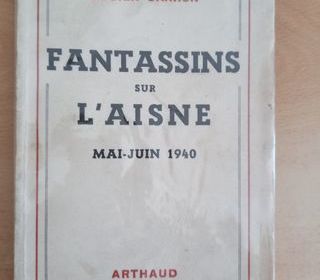 FANTASSINS
SUR
L'AISNE
MAI-JUIN 1940
ARTHAUD